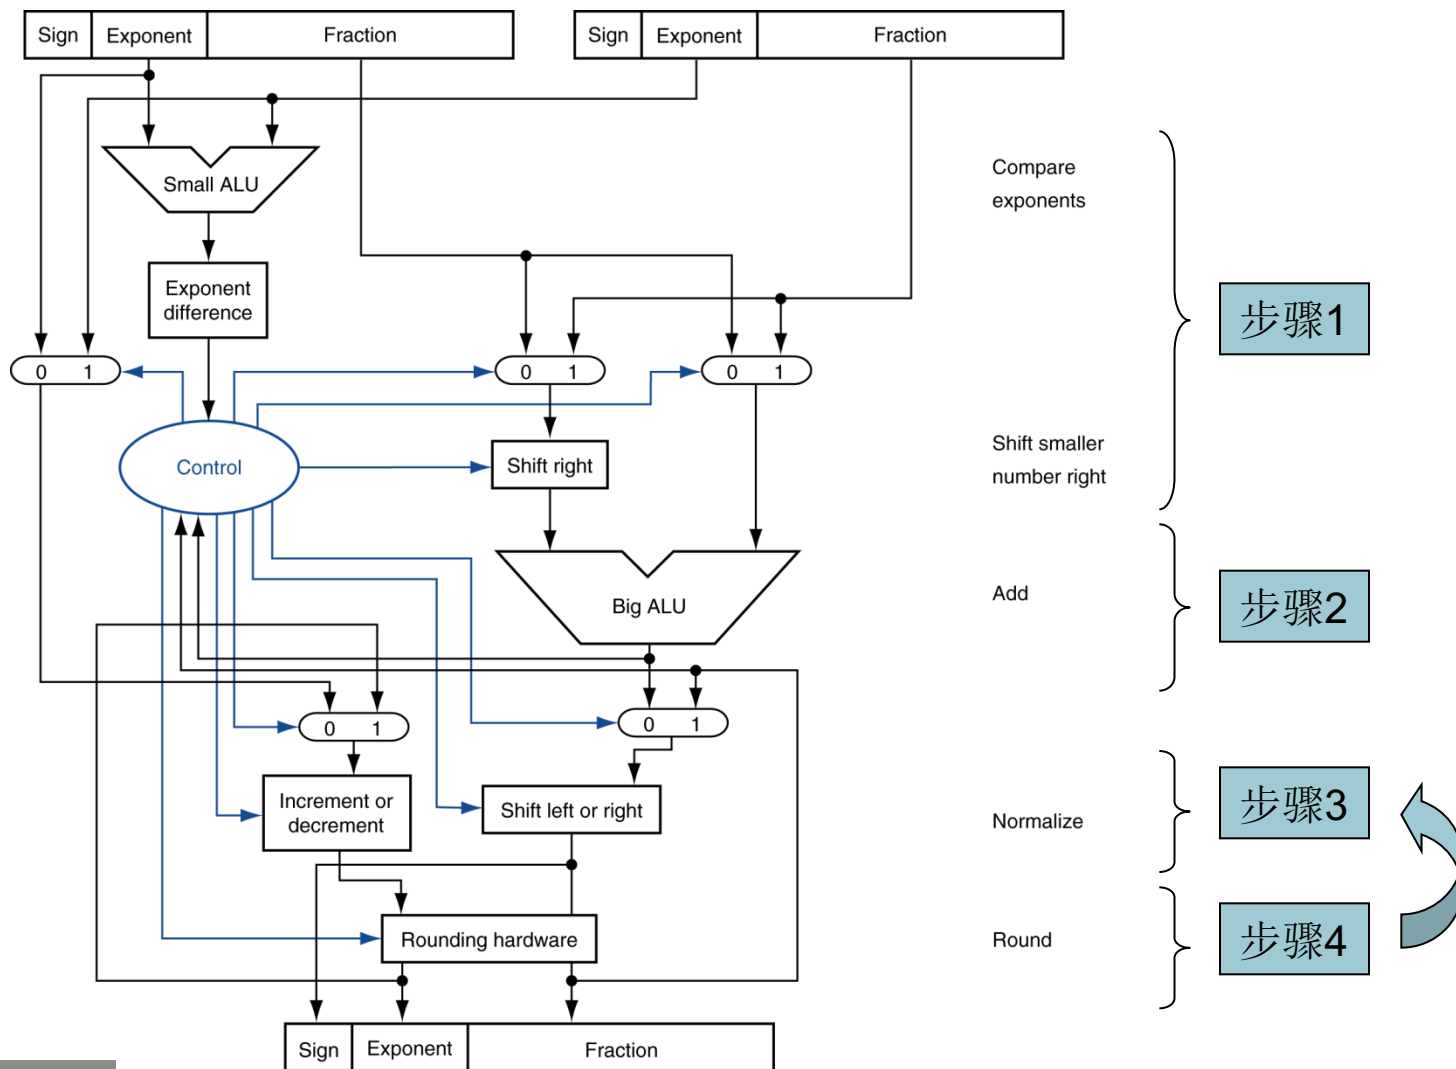 Sign Exponent Fraction
Sign Exponent Fraction
Small ALU
Compare
exponents
步骤1
Exponent
difference
0 1
0 1
0 1
Control
Shift right
Shift smaller
number right
Big ALU
Add
步骤2
0 1
0 1
Increment or
decrement
Shift left or right
Normalize
步骤3
Rounding hardware
Round
步骤4
Sign Exponent Fraction